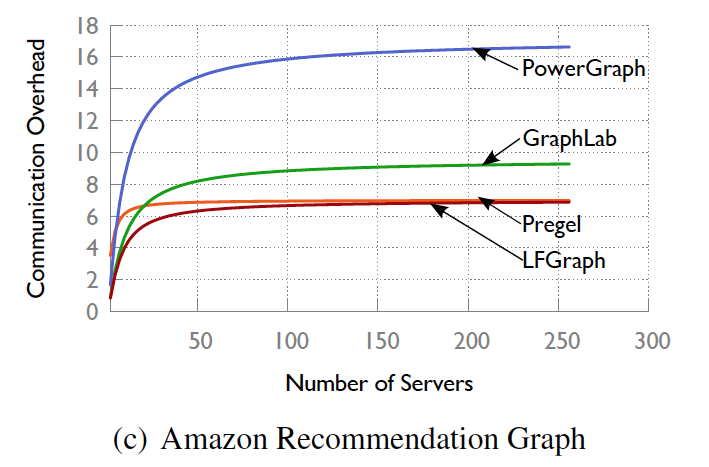 Communication Overhead
18
16
14
12
10
8
6
4
2
0
PowerGraph
GraphLab
Pregel
LFGraph
50 100 150 200 250 300
Number of Servers
(c) Amazon Recommendation Graph